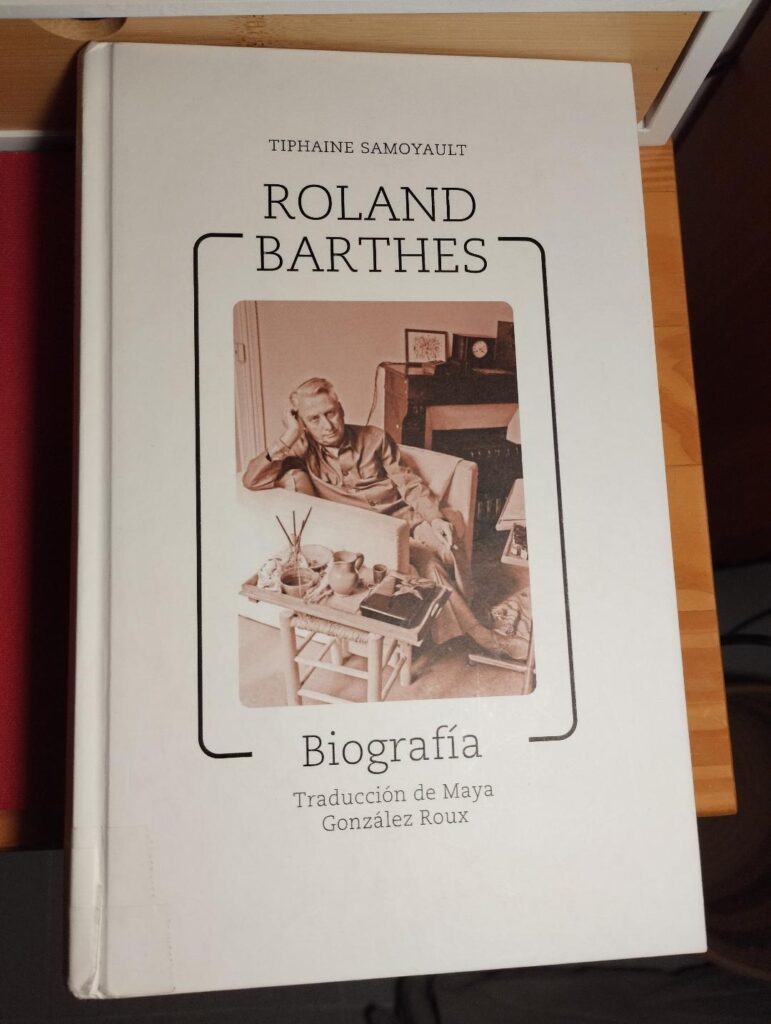 TIPHAINE SAMOYAULT
ROLAND
BARTHES
Biografía
Traducción de Maya
González Roux